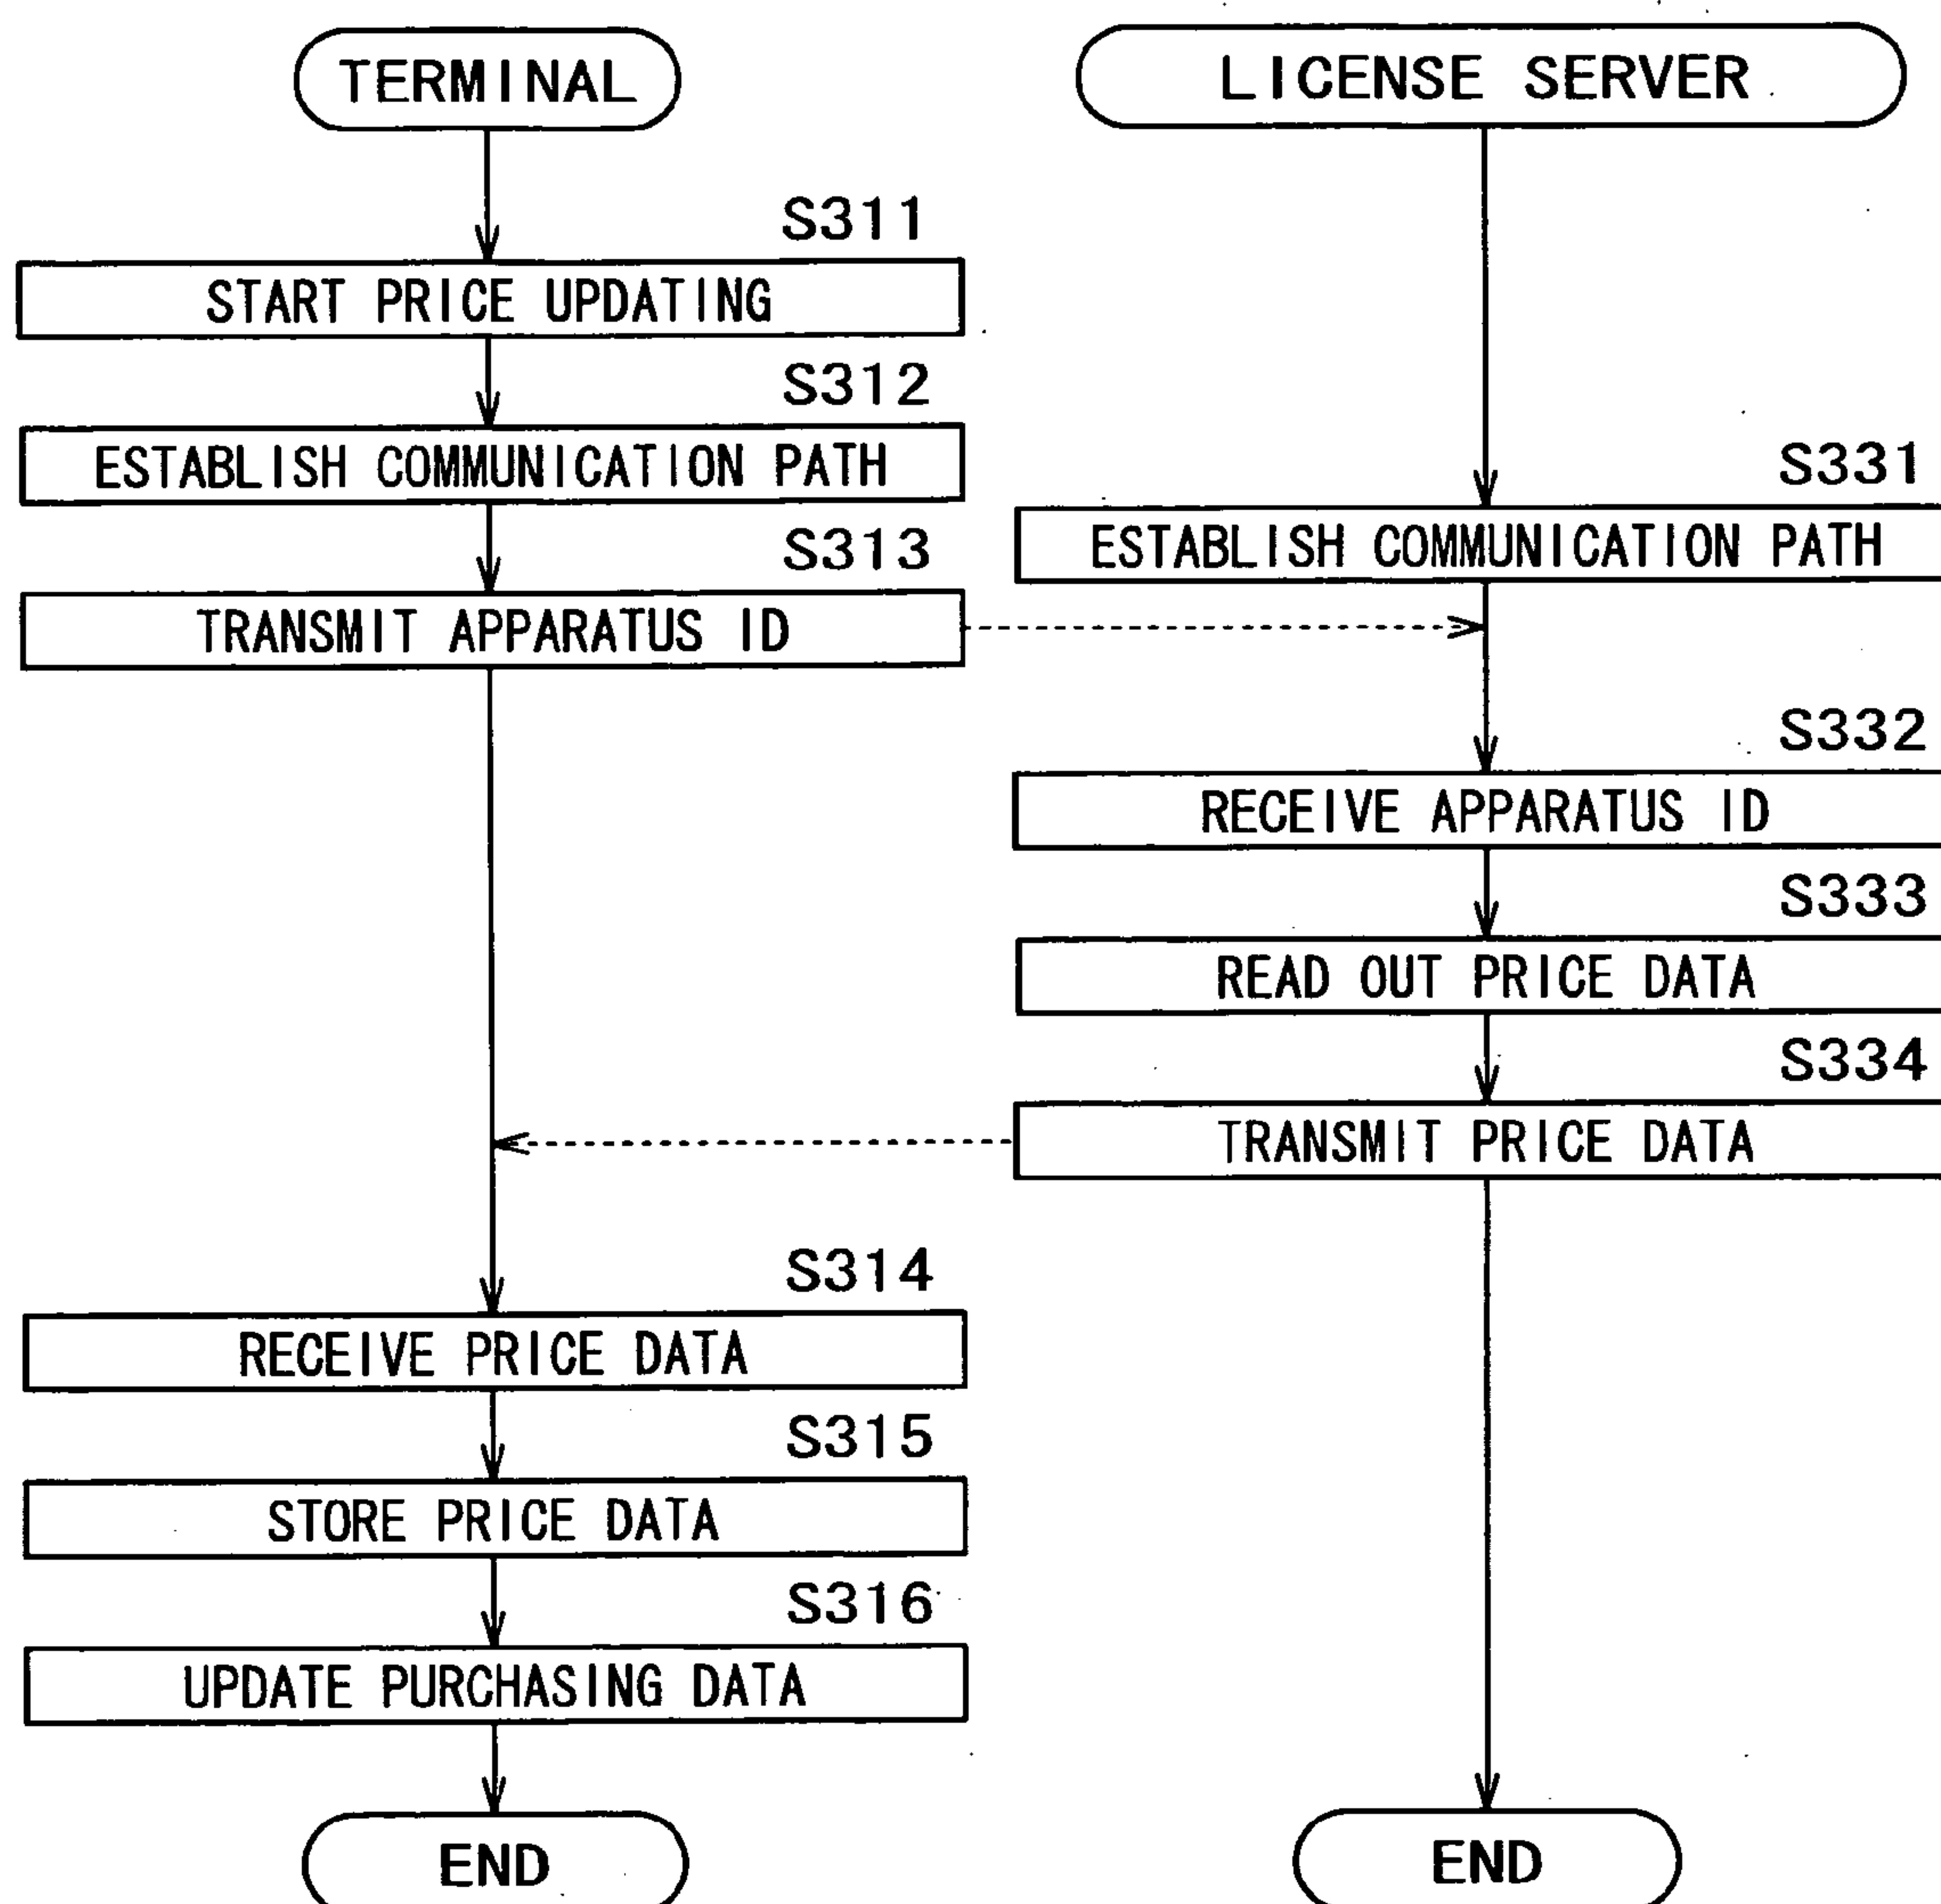 TERMINAL
S311
START PRICE UPDATING
S312
ESTABLISH COMMUNICATION PATH
S313
TRANSMIT APPARATUS ID
S314
RECEIVE PRICE DATA
S315
STORE PRICE DATA
S316
UPDATE PURCHASING DATA
END
LICENSE SERVER
S331
ESTABLISH COMMUNICATION PATH
S332
RECEIVE APPARATUS ID
S333
READ OUT PRICE DATA
S334
TRANSMIT PRICE DATA
END